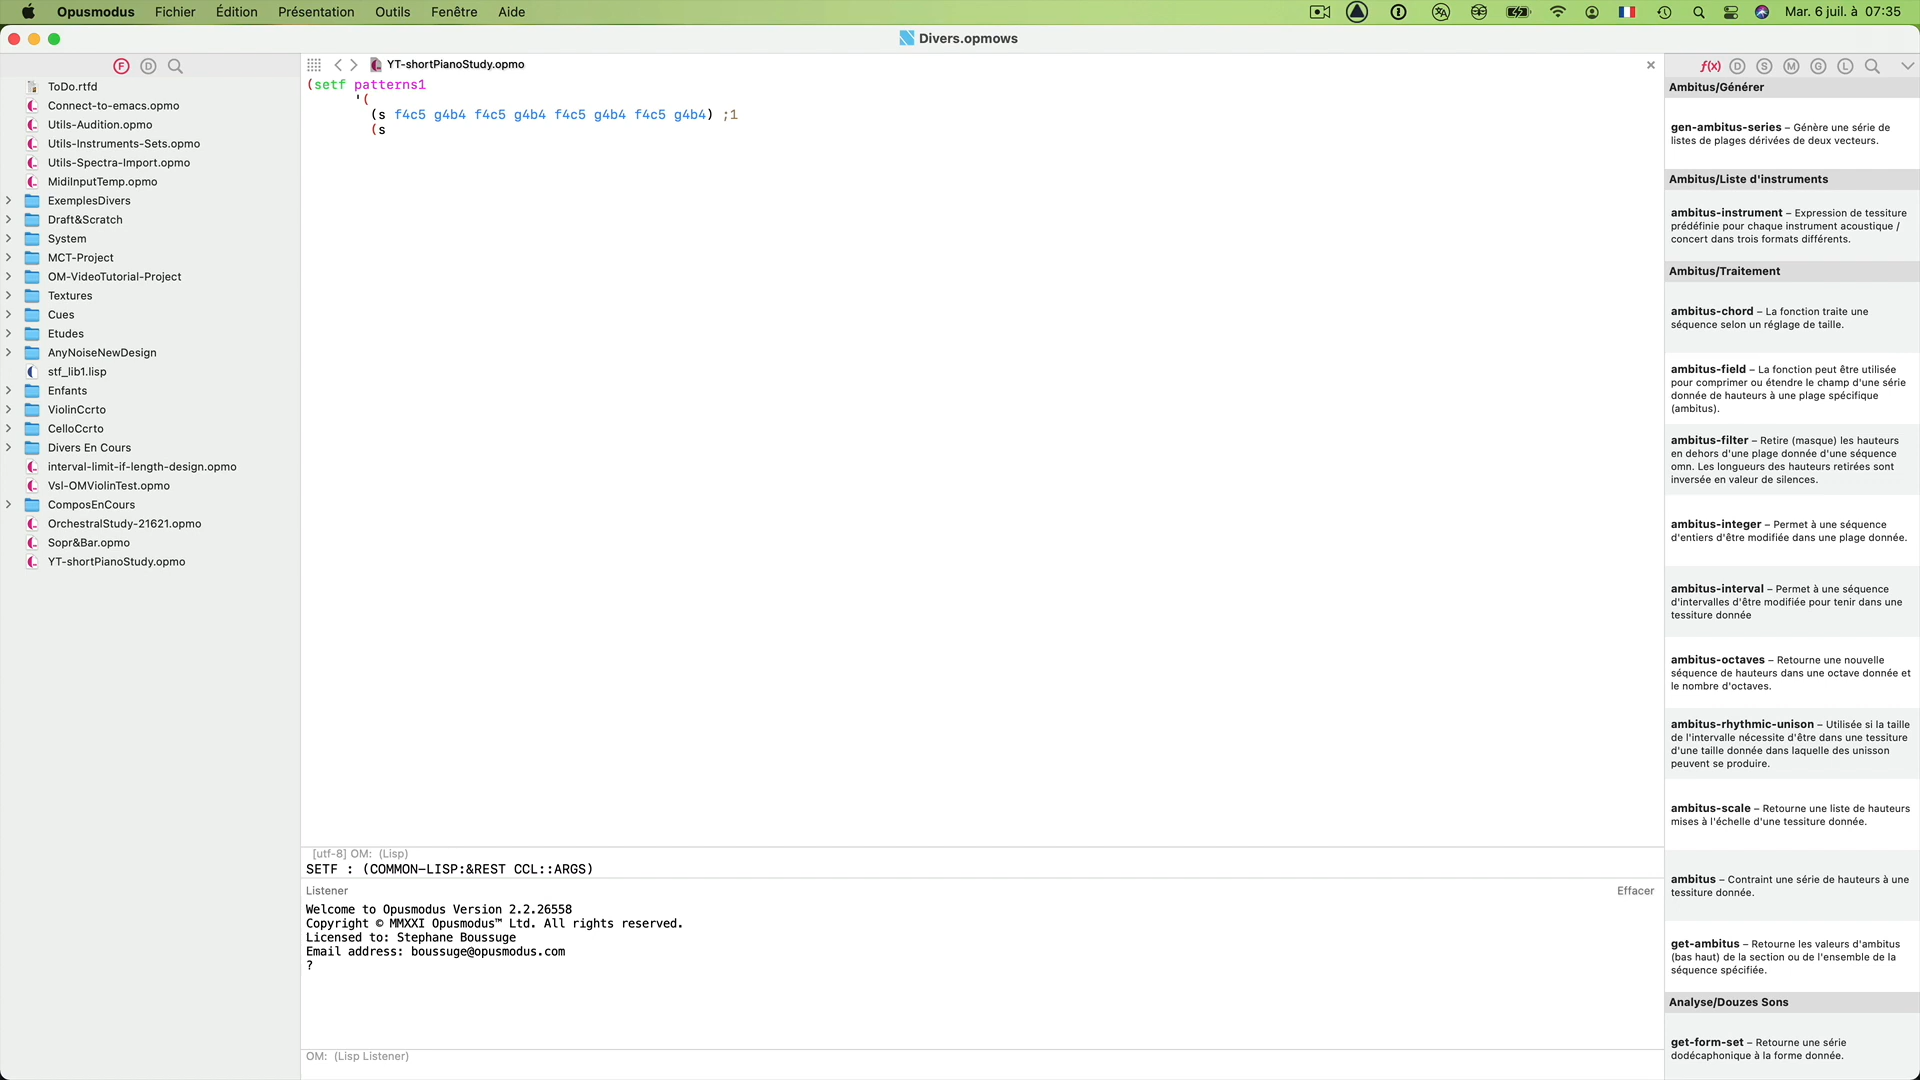 Opusmodus Fichier Édition Présentation Outils Fenêtre Aide Mar. 6 juil. à 07:35
Divers.opmows
F D
ToDo.rtfd
Connect-to-emacs.opmo
Utils-Audition.opmo
Utils-Instruments-Sets.opmo
Utils-Spectra-Import.opmo
MidiInputTemp.opmo
ExemplesDivers
Draft&Scratch
System
MCT-Project
OM-VideoTutorial-Project
Textures
Cues
Etudes
AnyNoiseNewDesign
stf_lib1.lisp
Enfants
ViolinCcrto
CelloCcrto
Divers En Cours
interval-limit-if-length-design.opmo
Vsl-OMViolinTest.opmo
ComposEnCours
OrchestralStudy-21621.opmo
Sopr&Bar.opmo
YT-shortPianoStudy.opmo
YT-shortPianoStudy.opmo
(setf patterns1
'(
(s f4c5 g4b4 f4c5 g4b4 f4c5 g4b4 f4c5 g4b4) ;1
(s
[utf-8] OM: (Lisp)
SETF : (COMMON-LISP:&REST CCL::ARGS)
Listener Effacer
Welcome to Opusmodus Version 2.2.26558
Copyright © MMXXI Opusmodus™ Ltd. All rights reserved.
Licensed to: Stephane Boussuge
Email address: boussuge@opusmodus.com
?
OM: (Lisp Listener)
f(x) D S M G L
Ambitus/Générer
gen-ambitus-series – Génère une série de
listes de plages dérivées de deux vecteurs.
Ambitus/Liste d'instruments
ambitus-instrument – Expression de tessiture
prédéfinie pour chaque instrument acoustique /
concert dans trois formats différents.
Ambitus/Traitement
ambitus-chord – La fonction traite une
séquence selon un réglage de taille.
ambitus-field – La fonction peut être utilisée
pour comprimer ou étendre le champ d'une série
donnée de hauteurs à une plage spécifique
(ambitus).
ambitus-filter – Retire (masque) les hauteurs
en dehors d'une plage donnée d'une séquence
omn. Les longueurs des hauteurs retirées sont
inversée en valeur de silences.
ambitus-integer – Permet à une séquence
d'entiers d'être modifiée dans une plage donnée.
ambitus-interval – Permet à une séquence
d'intervalles d'être modifiée pour tenir dans une
tessiture donnée
ambitus-octaves – Retourne une nouvelle
séquence de hauteurs dans une octave donnée et
le nombre d'octaves.
ambitus-rhythmic-unison – Utilisée si la taille
de l'intervalle nécessite d'être dans une tessiture
d'une taille donnée dans laquelle des unisson
peuvent se produire.
ambitus-scale – Retourne une liste de hauteurs
mises à l'échelle d'une tessiture donnée.
ambitus – Contraint une série de hauteurs à une
tessiture donnée.
get-ambitus – Retourne les valeurs d'ambitus
(bas haut) de la section ou de l'ensemble de la
séquence spécifiée.
Analyse/Douzes Sons
get-form-set – Retourne une série
dodécaphonique à la forme donnée.